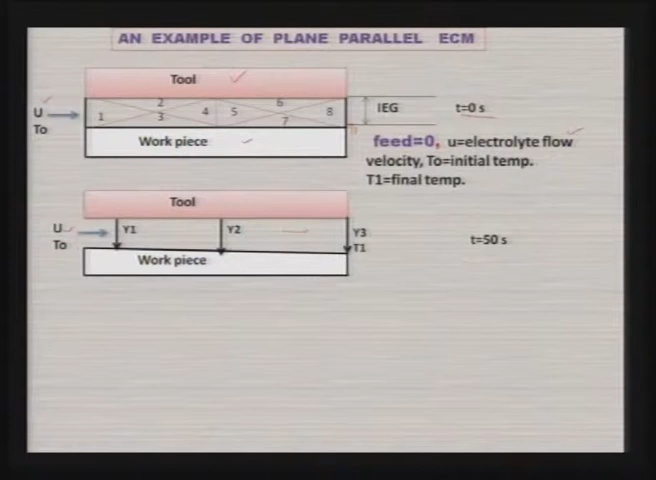 AN EXAMPLE OF PLANE PARALLEL ECM
Tool
U
To
1 2 3 4 5 6 7 8
IEG
t=0 s
Work piece
feed=0, u=electrolyte flow
velocity, To=initial temp.
T1=final temp.
Tool
U
To
Y1
Y2
Y3
T1
t=50 s
Work piece